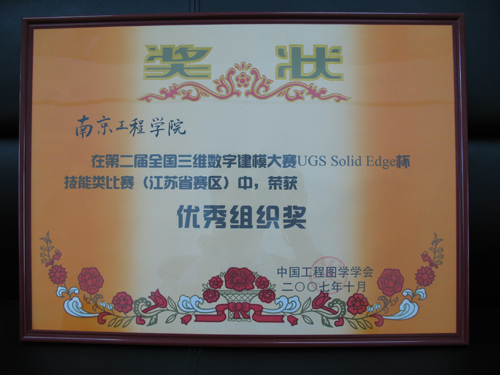 奖状
南京工程学院
在第二届全国三维数字建模大赛UGS Solid Edge杯
技能类比赛（江苏省赛区）中，荣获
优秀组织奖
中国工程图学学会
二〇〇七年十月